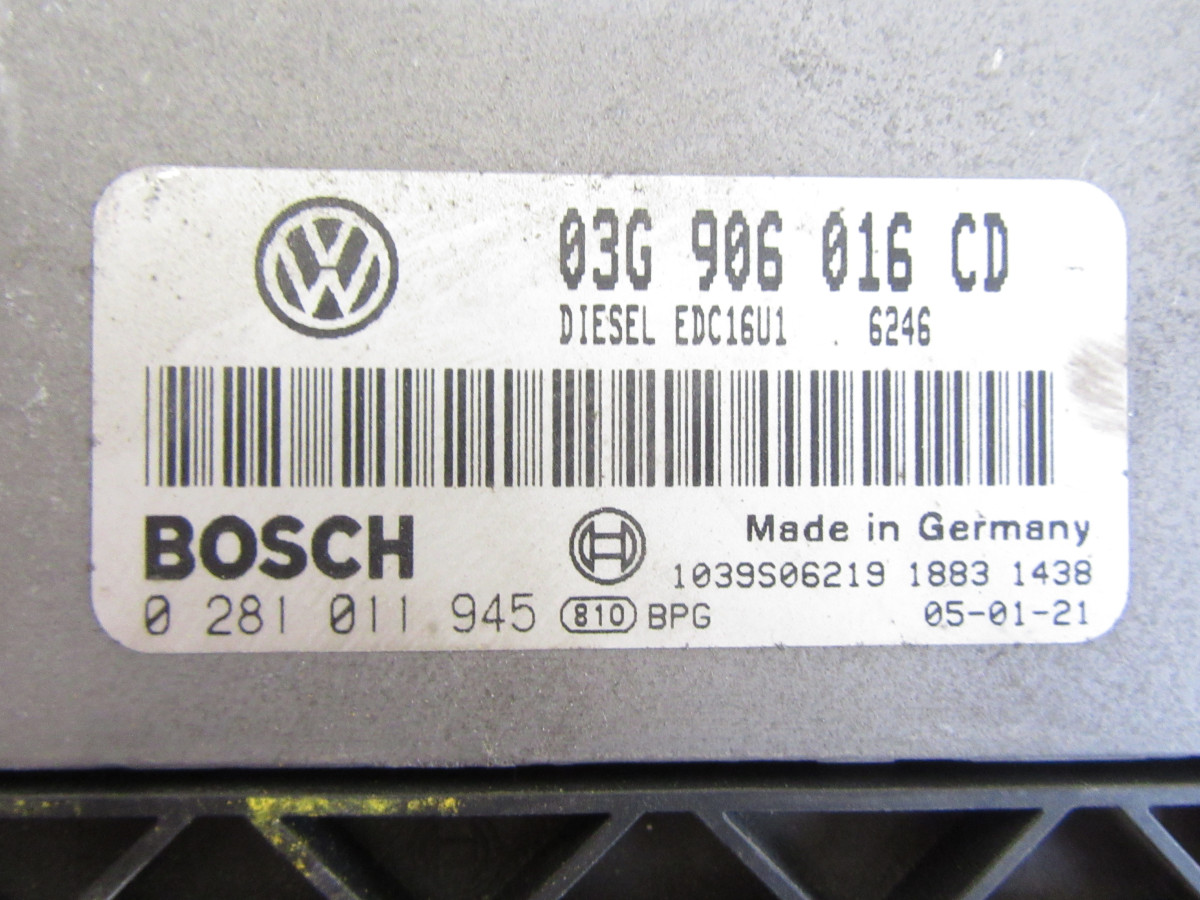 03G 906 016 CD
DIESEL EDC16U1 . 6246
BOSCH
Made in Germany
1039S06219 1883 1438
0 281 011 945 810 BPG
05-01-21